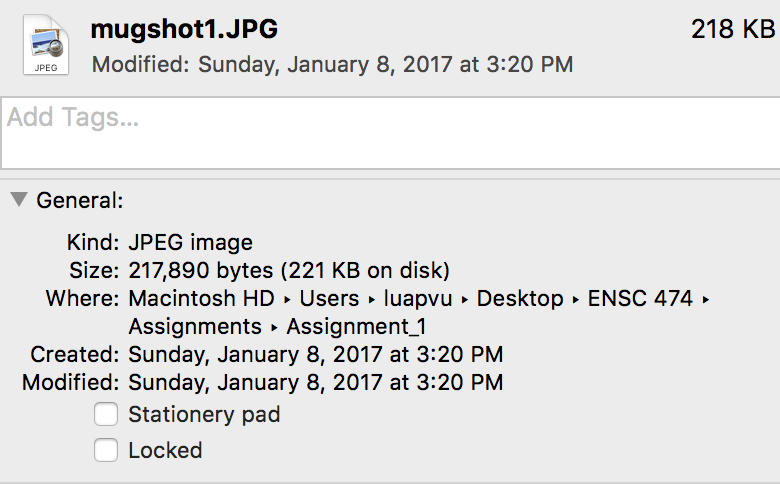 mugshot1.JPG 218 KB
JPEG
Modified: Sunday, January 8, 2017 at 3:20 PM
Add Tags...
▼ General:
Kind: JPEG image
Size: 217,890 bytes (221 KB on disk)
Where: Macintosh HD ▸ Users ▸ luapvu ▸ Desktop ▸ ENSC 474 ▸
Assignments ▸ Assignment_1
Created: Sunday, January 8, 2017 at 3:20 PM
Modified: Sunday, January 8, 2017 at 3:20 PM
Stationery pad
Locked